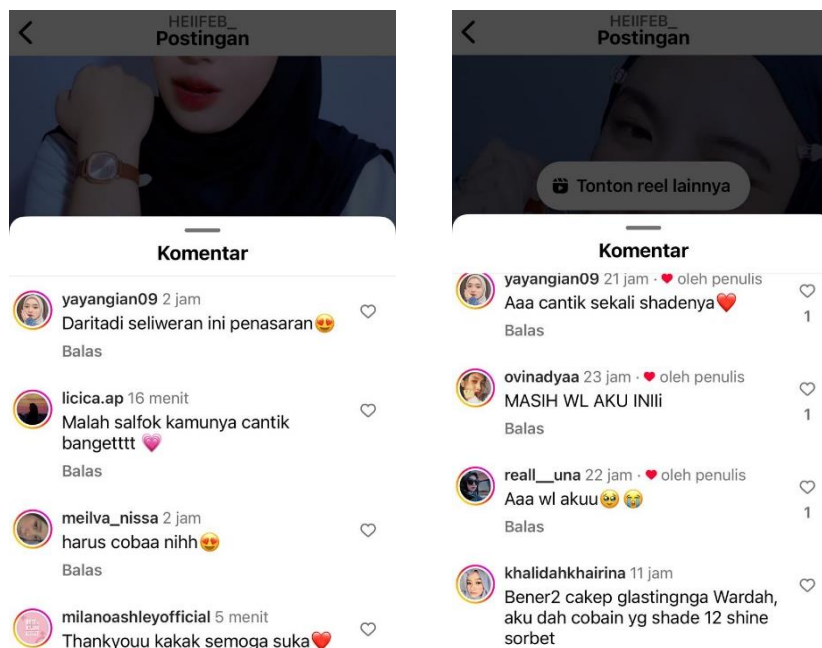 HEIIFEB_
Postingan
Komentar
yayangian09 2 jam
Daritadi seliweran ini penasaran😍
Balas
licica.ap 16 menit
Malah salfok kamunya cantik
bangetttt 💗
Balas
meilva_nissa 2 jam
harus cobaa nihh😍
Balas
milanoashleyofficial 5 menit
Thankyouu kakak semoga suka❤️
HEIIFEB_
Postingan
Tonton reel lainnya
Komentar
yayangian09 21 jam · ♥ oleh penulis
Aaa cantik sekali shadenya❤️
1
Balas
ovinadyaa 23 jam · ♥ oleh penulis
MASIH WL AKU INIIi
1
Balas
reall__una 22 jam · ♥ oleh penulis
Aaa wl akuu🥹😭
1
Balas
khalidahkhairina 11 jam
Bener2 cakep glastingnga Wardah,
aku dah cobain yg shade 12 shine
sorbet